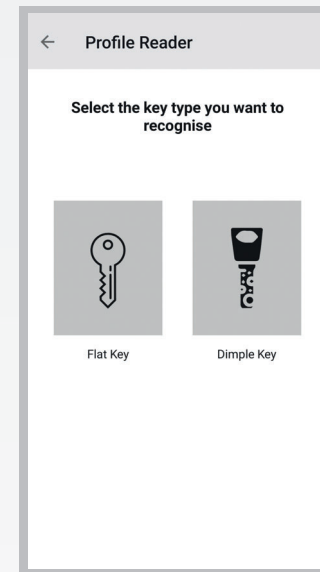 Profile Reader
Select the key type you want to
recognise
Flat Key
Dimple Key